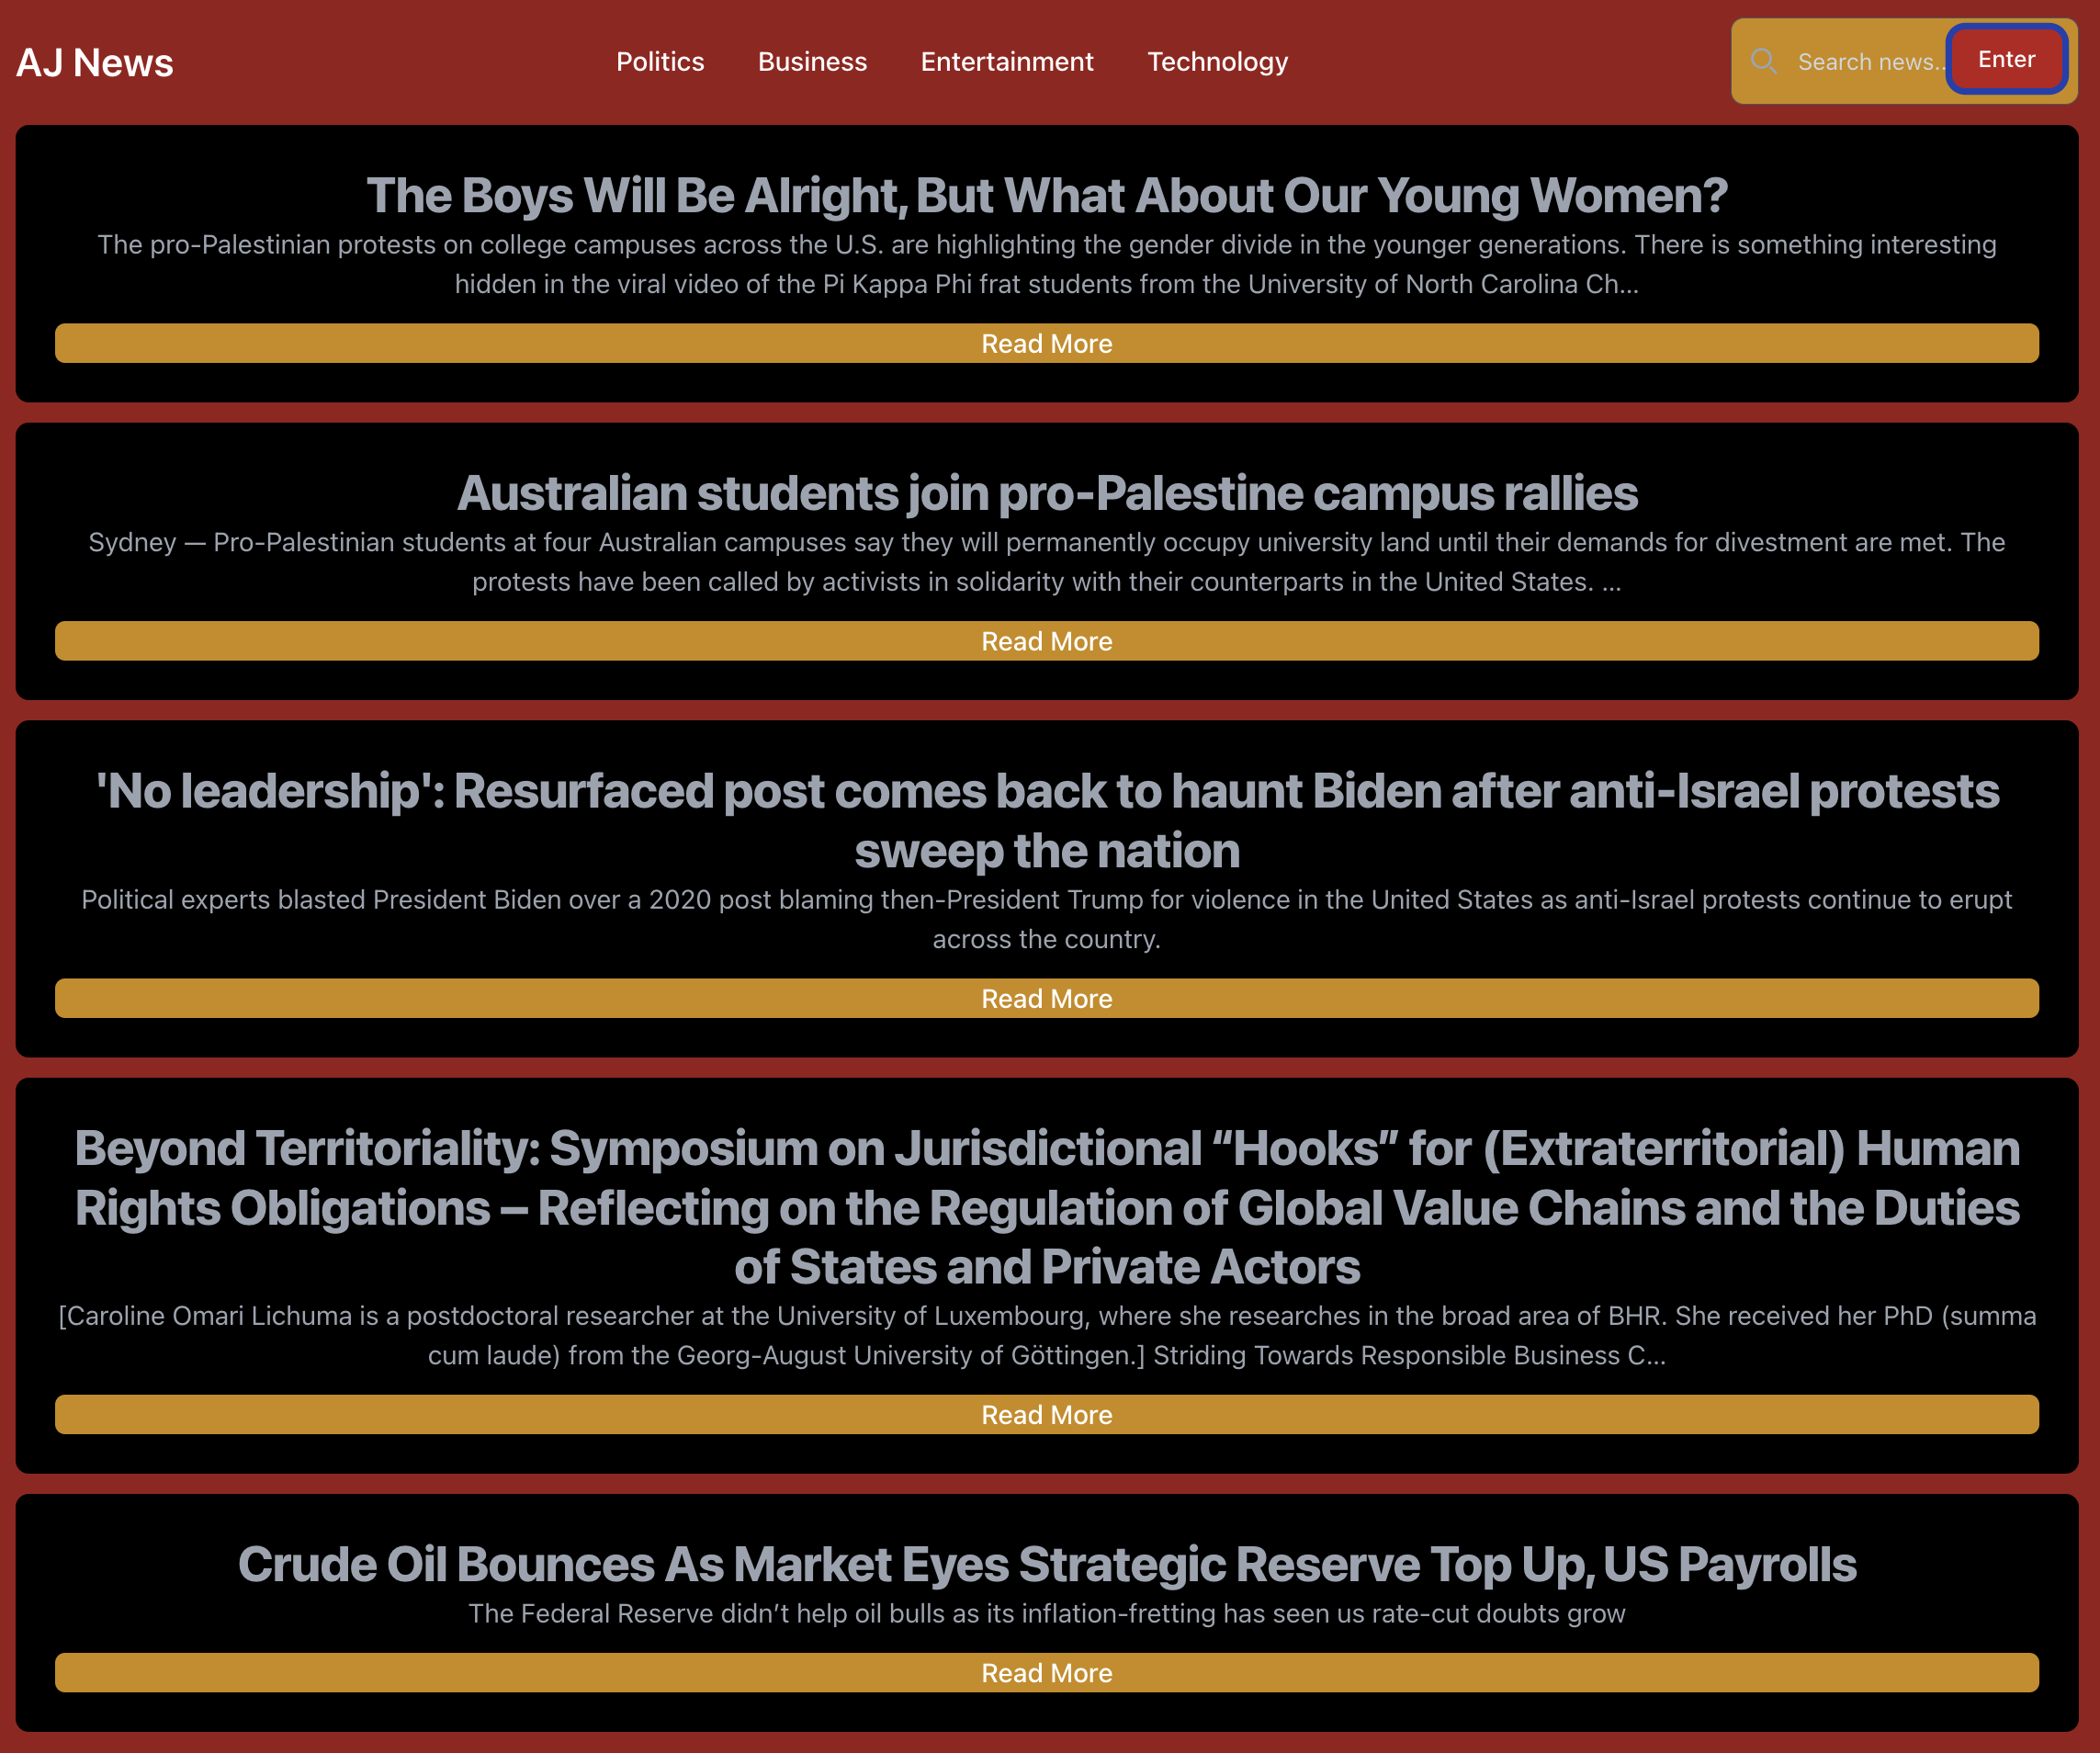 AJ News
Politics
Business
Entertainment
Technology
Search news..
Enter
The Boys Will Be Alright, But What About Our Young Women?
The pro-Palestinian protests on college campuses across the U.S. are highlighting the gender divide in the younger generations. There is something interesting
hidden in the viral video of the Pi Kappa Phi frat students from the University of North Carolina Ch...
Read More
Australian students join pro-Palestine campus rallies
Sydney — Pro-Palestinian students at four Australian campuses say they will permanently occupy university land until their demands for divestment are met. The
protests have been called by activists in solidarity with their counterparts in the United States. ...
Read More
'No leadership': Resurfaced post comes back to haunt Biden after anti-Israel protests
sweep the nation
Political experts blasted President Biden over a 2020 post blaming then-President Trump for violence in the United States as anti-Israel protests continue to erupt
across the country.
Read More
Beyond Territoriality: Symposium on Jurisdictional “Hooks” for (Extraterritorial) Human
Rights Obligations – Reflecting on the Regulation of Global Value Chains and the Duties
of States and Private Actors
[Caroline Omari Lichuma is a postdoctoral researcher at the University of Luxembourg, where she researches in the broad area of BHR. She received her PhD (summa
cum laude) from the Georg-August University of Göttingen.] Striding Towards Responsible Business C...
Read More
Crude Oil Bounces As Market Eyes Strategic Reserve Top Up, US Payrolls
The Federal Reserve didn’t help oil bulls as its inflation-fretting has seen us rate-cut doubts grow
Read More